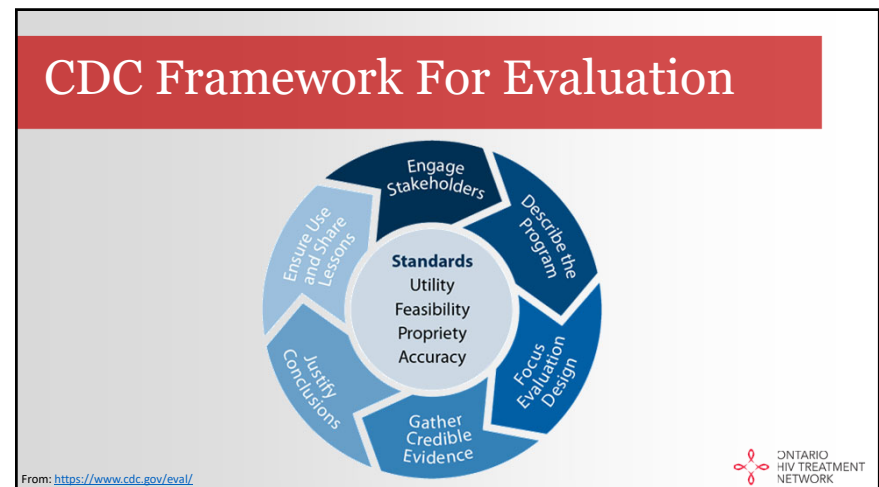 CDC Framework For Evaluation
Engage
Stakeholders
Describe the
Program
Focus
Evaluation
Design
Gather
Credible
Evidence
Justify
Conclusions
Ensure Use
and Share
Lessons
Standards
Utility
Feasibility
Propriety
Accuracy
From: https://www.cdc.gov/eval/
ONTARIO
HIV TREATMENT
NETWORK